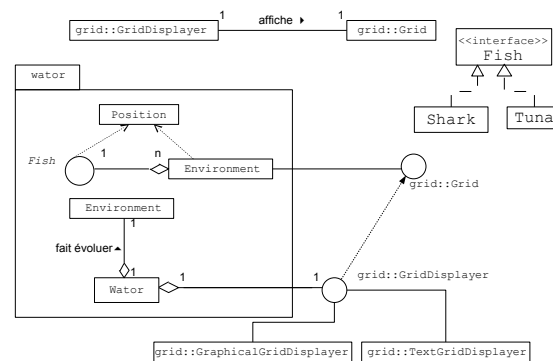 affiche
1
1
grid::GridDisplayer
grid::Grid
<<interface>>
Fish
Shark
Tuna
wator
Position
Fish
1
n
Environment
grid::Grid
Environment
1
fait évoluer
1
Wator
1
1
grid::GridDisplayer
grid::GraphicalGridDisplayer
grid::TextGridDisplayer